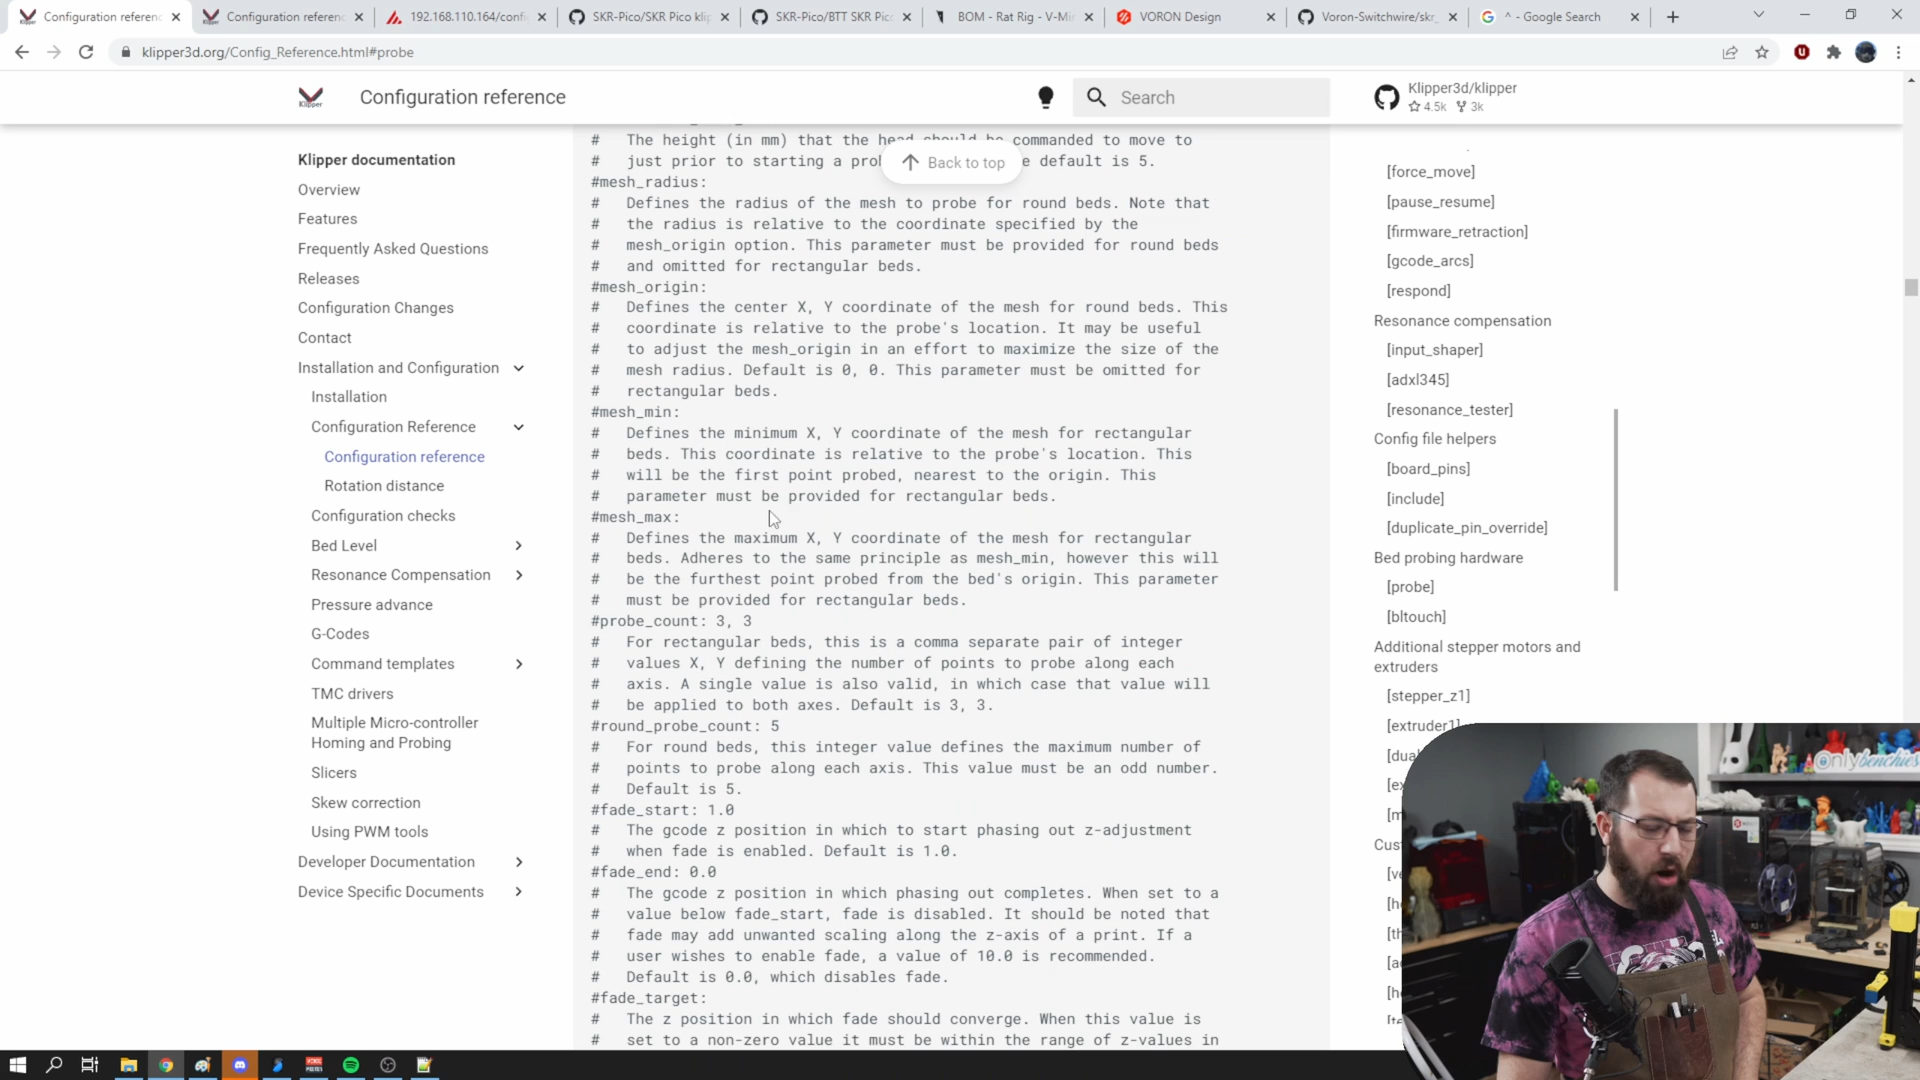 Configuration referenc
Configuration referenc
192.168.110.164/confi
SKR-Pico/SKR Pico klip
SKR-Pico/BTT SKR Pico
BOM - Rat Rig - V-Mi
VORON Design
Voron-Switchwire/skr_
^ - Google Search
klipper3d.org/Config_Reference.html#probe
Klipper
Configuration reference
Search
Klipper3d/klipper
4.5k 3k
Klipper documentation
Overview
Features
Frequently Asked Questions
Releases
Configuration Changes
Contact
Installation and Configuration
Installation
Configuration Reference
Configuration reference
Rotation distance
Configuration checks
Bed Level
Resonance Compensation
Pressure advance
G-Codes
Command templates
TMC drivers
Multiple Micro-controller
Homing and Probing
Slicers
Skew correction
Using PWM tools
Developer Documentation
Device Specific Documents
Back to top
# The height (in mm) that the head should be commanded to move to
# just prior to starting a pro e default is 5.
#mesh_radius:
# Defines the radius of the mesh to probe for round beds. Note that
# the radius is relative to the coordinate specified by the
# mesh_origin option. This parameter must be provided for round beds
# and omitted for rectangular beds.
#mesh_origin:
# Defines the center X, Y coordinate of the mesh for round beds. This
# coordinate is relative to the probe's location. It may be useful
# to adjust the mesh_origin in an effort to maximize the size of the
# mesh radius. Default is 0, 0. This parameter must be omitted for
# rectangular beds.
#mesh_min:
# Defines the minimum X, Y coordinate of the mesh for rectangular
# beds. This coordinate is relative to the probe's location. This
# will be the first point probed, nearest to the origin. This
# parameter must be provided for rectangular beds.
#mesh_max:
# Defines the maximum X, Y coordinate of the mesh for rectangular
# beds. Adheres to the same principle as mesh_min, however this will
# be the furthest point probed from the bed's origin. This parameter
# must be provided for rectangular beds.
#probe_count: 3, 3
# For rectangular beds, this is a comma separate pair of integer
# values X, Y defining the number of points to probe along each
# axis. A single value is also valid, in which case that value will
# be applied to both axes. Default is 3, 3.
#round_probe_count: 5
# For round beds, this integer value defines the maximum number of
# points to probe along each axis. This value must be an odd number.
# Default is 5.
#fade_start: 1.0
# The gcode z position in which to start phasing out z-adjustment
# when fade is enabled. Default is 1.0.
#fade_end: 0.0
# The gcode z position in which phasing out completes. When set to a
# value below fade_start, fade is disabled. It should be noted that
# fade may add unwanted scaling along the z-axis of a print. If a
# user wishes to enable fade, a value of 10.0 is recommended.
# Default is 0.0, which disables fade.
#fade_target:
# The z position in which fade should converge. When this value is
# set to a non-zero value it must be within the range of z-values in
[force_move]
[pause_resume]
[firmware_retraction]
[gcode_arcs]
[respond]
Resonance compensation
[input_shaper]
[adxl345]
[resonance_tester]
Config file helpers
[board_pins]
[include]
[duplicate_pin_override]
Bed probing hardware
[probe]
[bltouch]
Additional stepper motors and
extruders
[stepper_z1]
[extruder1]
[dua
[ex
[m
Cus
[ve
[h
[th
[a
[h
[te
@onlybenchies